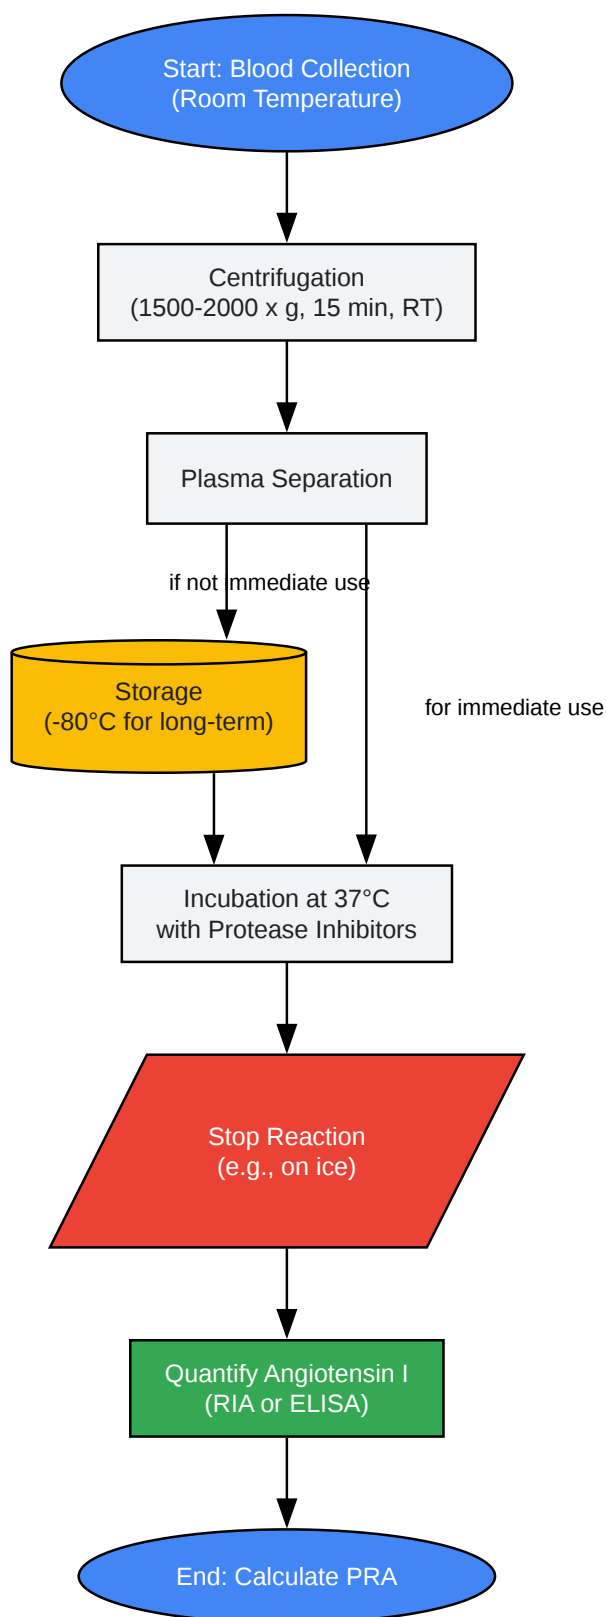 Start: Blood Collection
(Room Temperature)
Centrifugation
(1500-2000 x g, 15 min, RT)
Plasma Separation
if not immediate use
Storage
(-80°C for long-term)
for immediate use
Incubation at 37°C
with Protease Inhibitors
Stop Reaction
(e.g., on ice)
Quantify Angiotensin I
(RIA or ELISA)
End: Calculate PRA